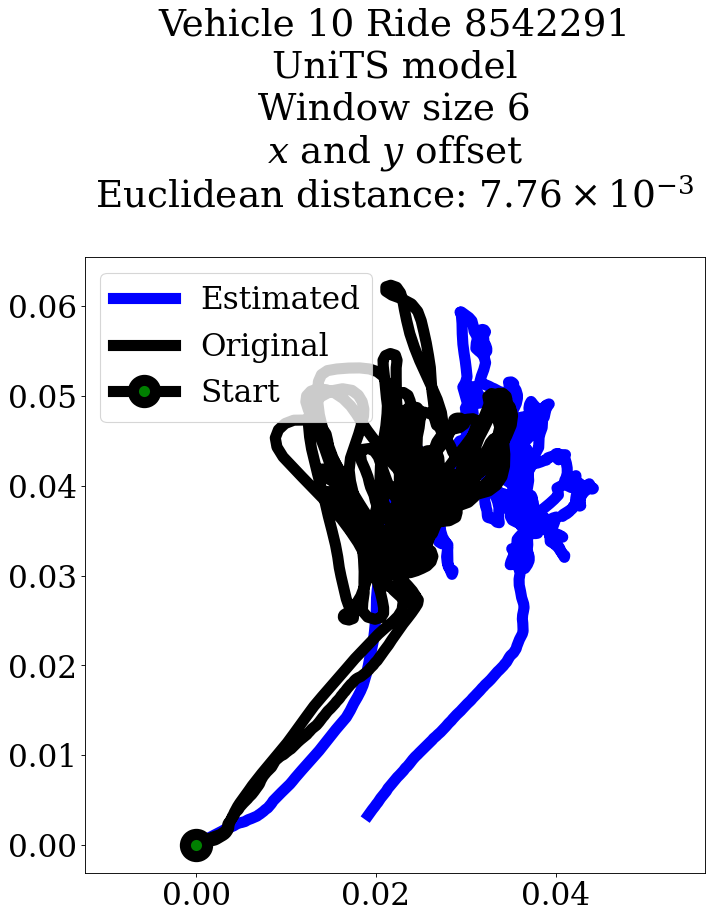 Vehicle 10 Ride 8542291
UniTS model
Window size 6
x and y offset
Euclidean distance: 7.76 × 10⁻³
Estimated
Original
Start
0.06
0.05
0.04
0.03
0.02
0.01
0.00
0.00 0.02 0.04